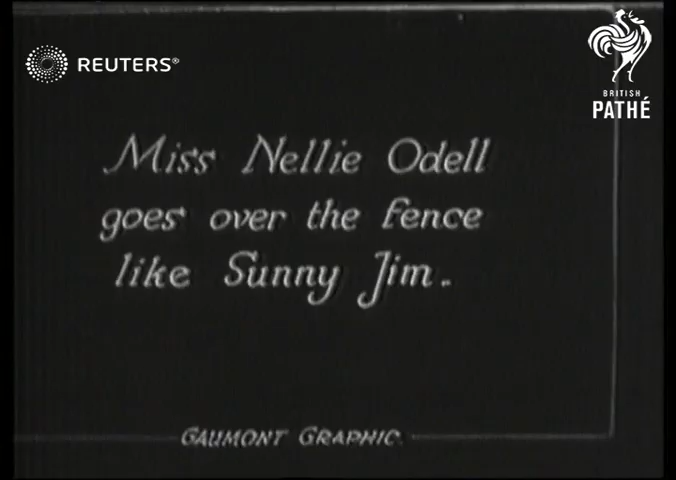 REUTERS®
BRITISH
PATHÉ
Miss Nellie Odell
goes over the fence
like Sunny Jim.
GAUMONT GRAPHIC.